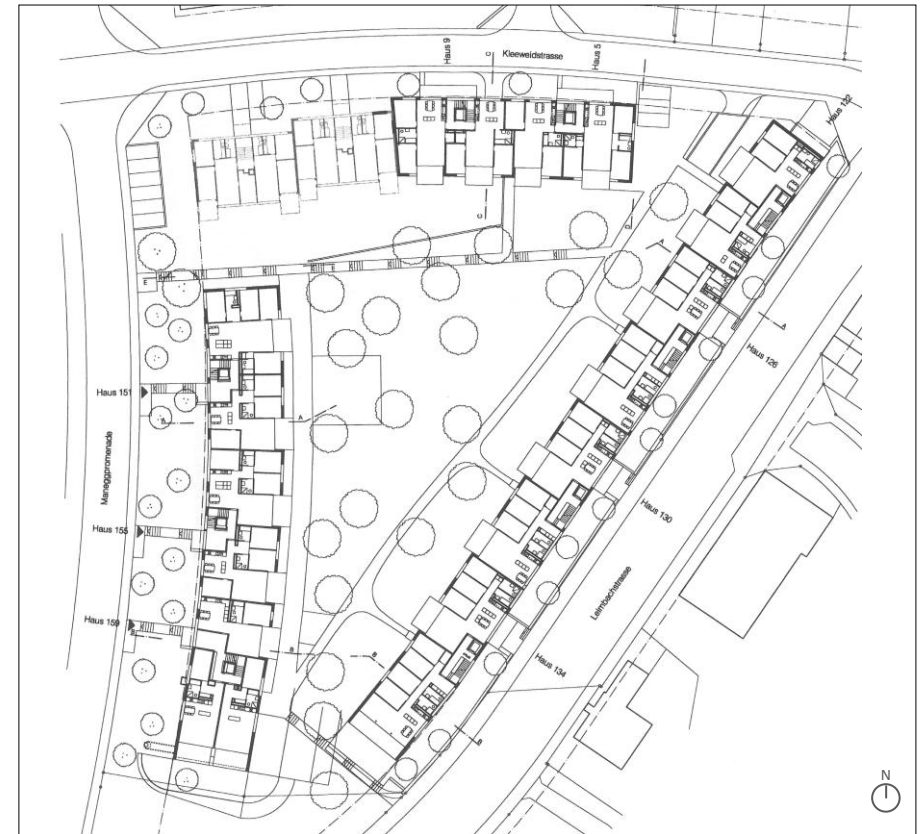 Haus 9
C
Kleeweidstrasse
Haus 5
Haus 132
C
D
A
E
A
Haus 151
A
A
Haus 126
Maneggpromenade
Haus 155
Haus 130
Leimbachstrasse
Haus 159
B
B
B
Haus 134
B
N